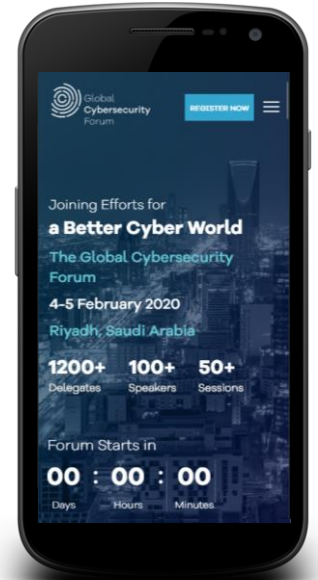 Global
Cybersecurity
Forum
REGISTER NOW
Joining Efforts for
a Better Cyber World
The Global Cybersecurity
Forum
4-5 February 2020
Riyadh, Saudi Arabia
1200+ 100+ 50+
Delegates Speakers Sessions
Forum Starts in
00 : 00 : 00
Days Hours Minutes